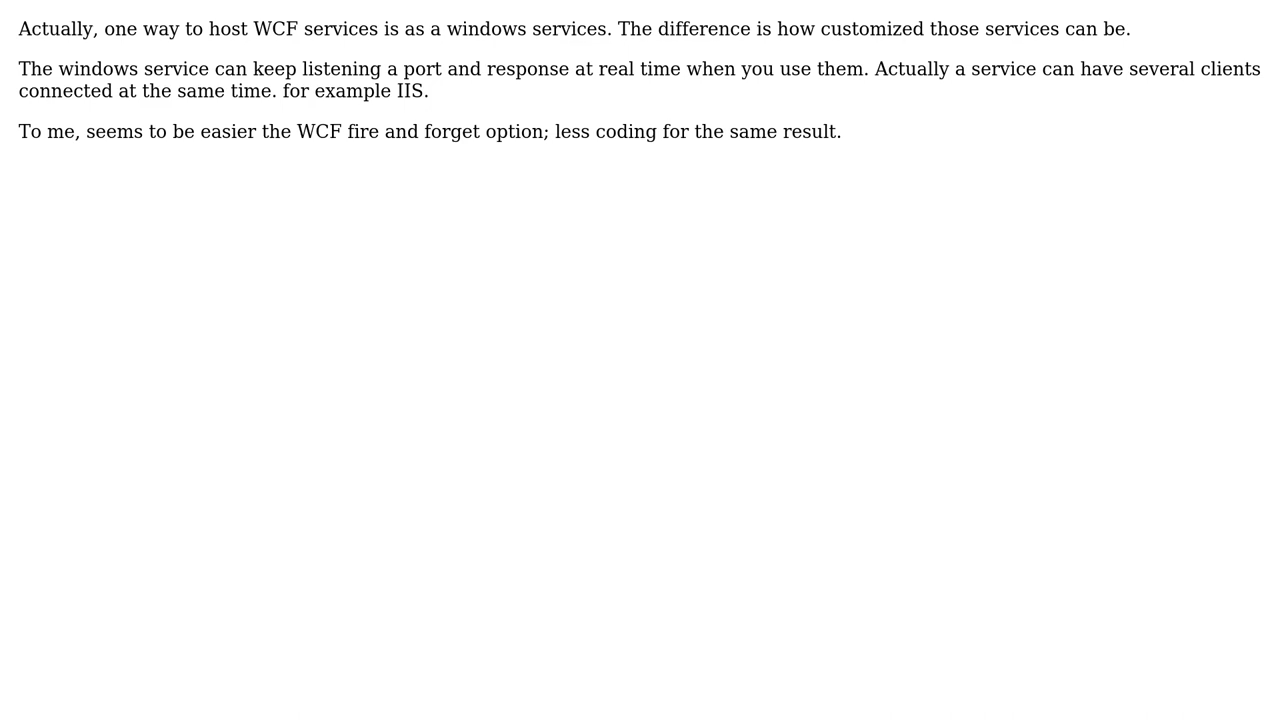 Actually, one way to host WCF services is as a windows services. The difference is how customized those services can be.
The windows service can keep listening a port and response at real time when you use them. Actually a service can have several clients
connected at the same time. for example IIS.
To me, seems to be easier the WCF fire and forget option; less coding for the same result.